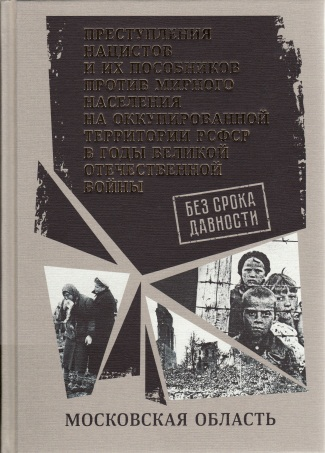 ПРЕСТУПЛЕНИЯ
НАЦИСТОВ
И ИХ ПОСОБНИКОВ
ПРОТИВ МИРНОГО
НАСЕЛЕНИЯ
НА ОККУПИРОВАННОЙ
ТЕРРИТОРИИ РСФСР
В ГОДЫ ВЕЛИКОЙ
ОТЕЧЕСТВЕННОЙ
ВОЙНЫ
БЕЗ СРОКА
ДАВНОСТИ
МОСКОВСКАЯ ОБЛАСТЬ